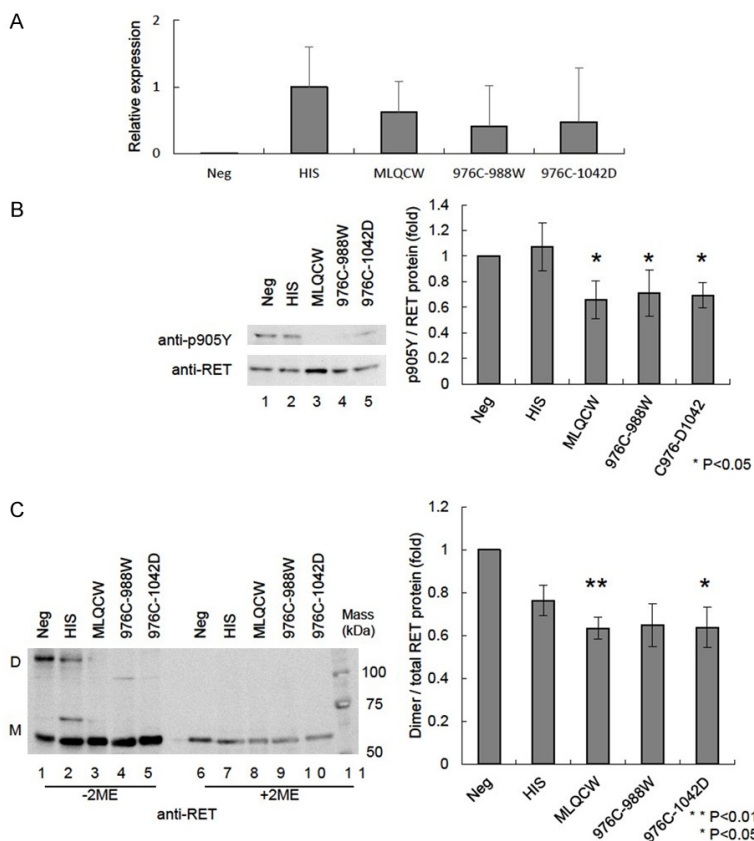 A
Relative expression
2
1
0
Neg HIS MLQCW 976C-988W 976C-1042D
B
Neg
HIS
MLQCW
976C-988W
976C-1042D
anti-p905Y
anti-RET
1 2 3 4 5
p905Y / RET protein (fold)
1.4
1.2
1
0.8
0.6
0.4
0.2
0
* * *
Neg
HIS
MLQCW
976C-988W
C976-D1042
* P<0.05
C
Neg
HIS
MLQCW
976C-988W
976C-1042D
Neg
HIS
MLQCW
976C-988W
976C-1042D
Mass
(kDa)
D
M
100
75
50
1 2 3 4 5 6 7 8 9 1 0 1 1
-2ME +2ME
anti-RET
Dimer / total RET protein (fold)
1.2
1
0.8
0.6
0.4
0.2
0
** *
Neg
HIS
MLQCW
976C-988W
976C-1042D
* * P<0.01
* P<0.05